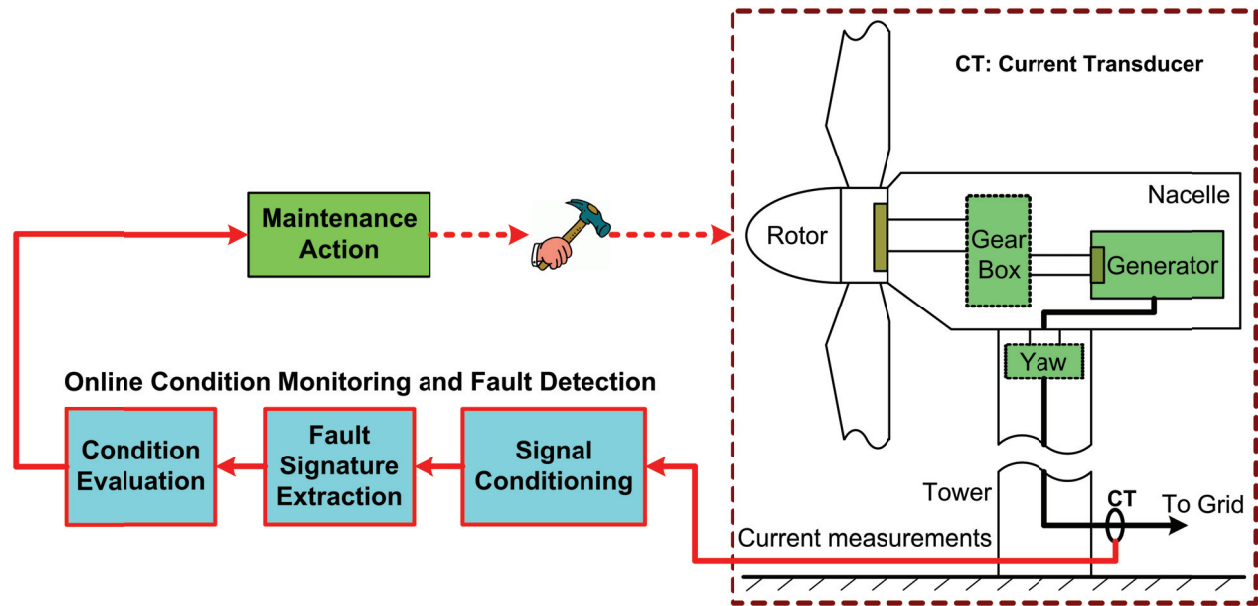 CT: Current Transducer
Nacelle
Maintenance
Action
Rotor
Gear
Box
Generator
Yaw
Online Condition Monitoring and Fault Detection
Condition
Evaluation
Fault
Signature
Extraction
Signal
Conditioning
Tower
CT
To Grid
Current measurements